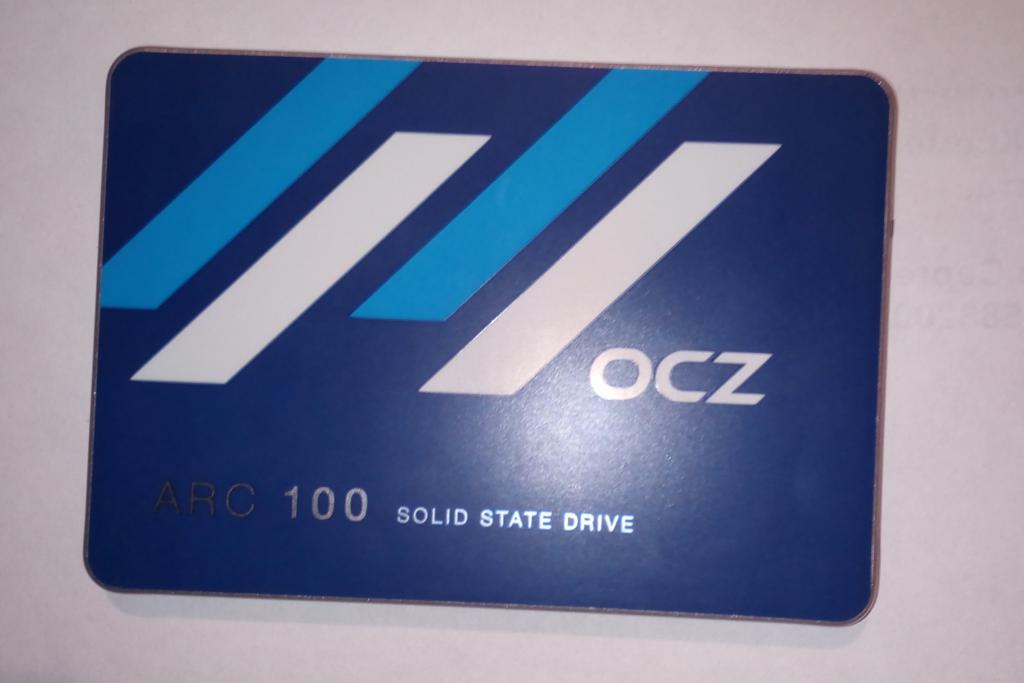 OCZ
ARC 100 SOLID STATE DRIVE